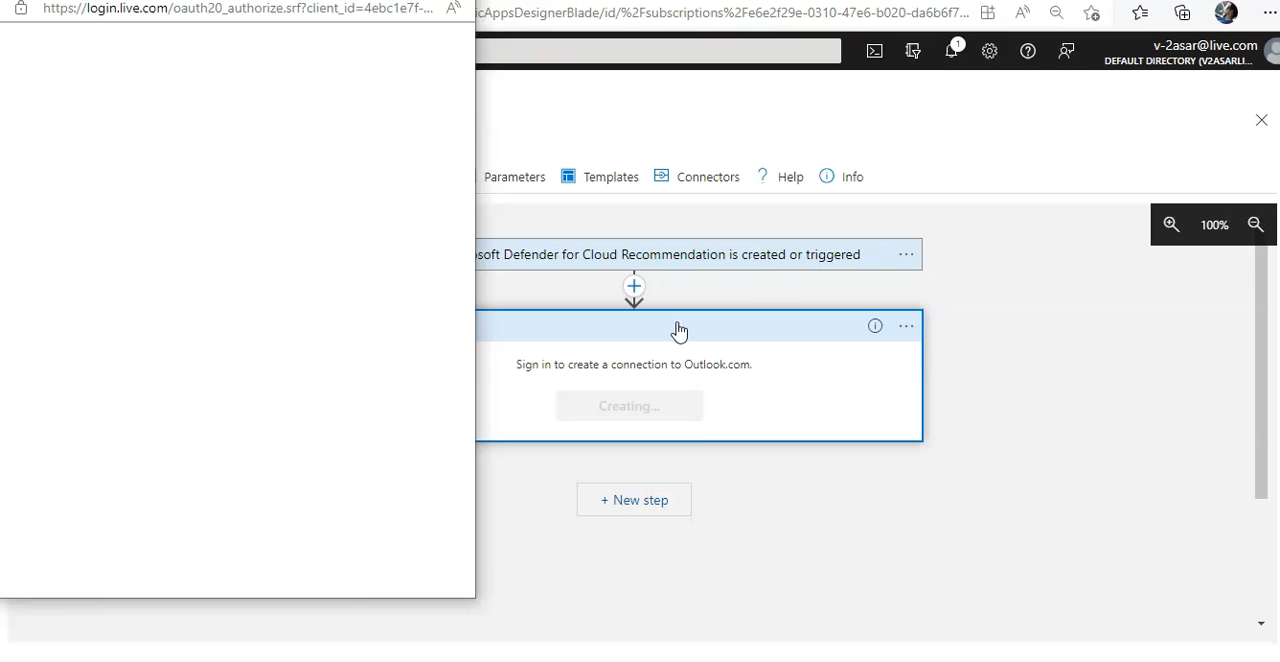 https://login.live.com/oauth20_authorize.srf?client_id=4ebc1e7f-...
icAppsDesignerBlade/id/%2Fsubscriptions%2Fe6e2f29e-0310-47e6-b020-da6b6f7...
1
v-2asar@live.com
DEFAULT DIRECTORY (V2ASARLI...
Parameters
Templates
Connectors
? Help
Info
100%
soft Defender for Cloud Recommendation is created or triggered
Sign in to create a connection to Outlook.com.
Creating...
+ New step